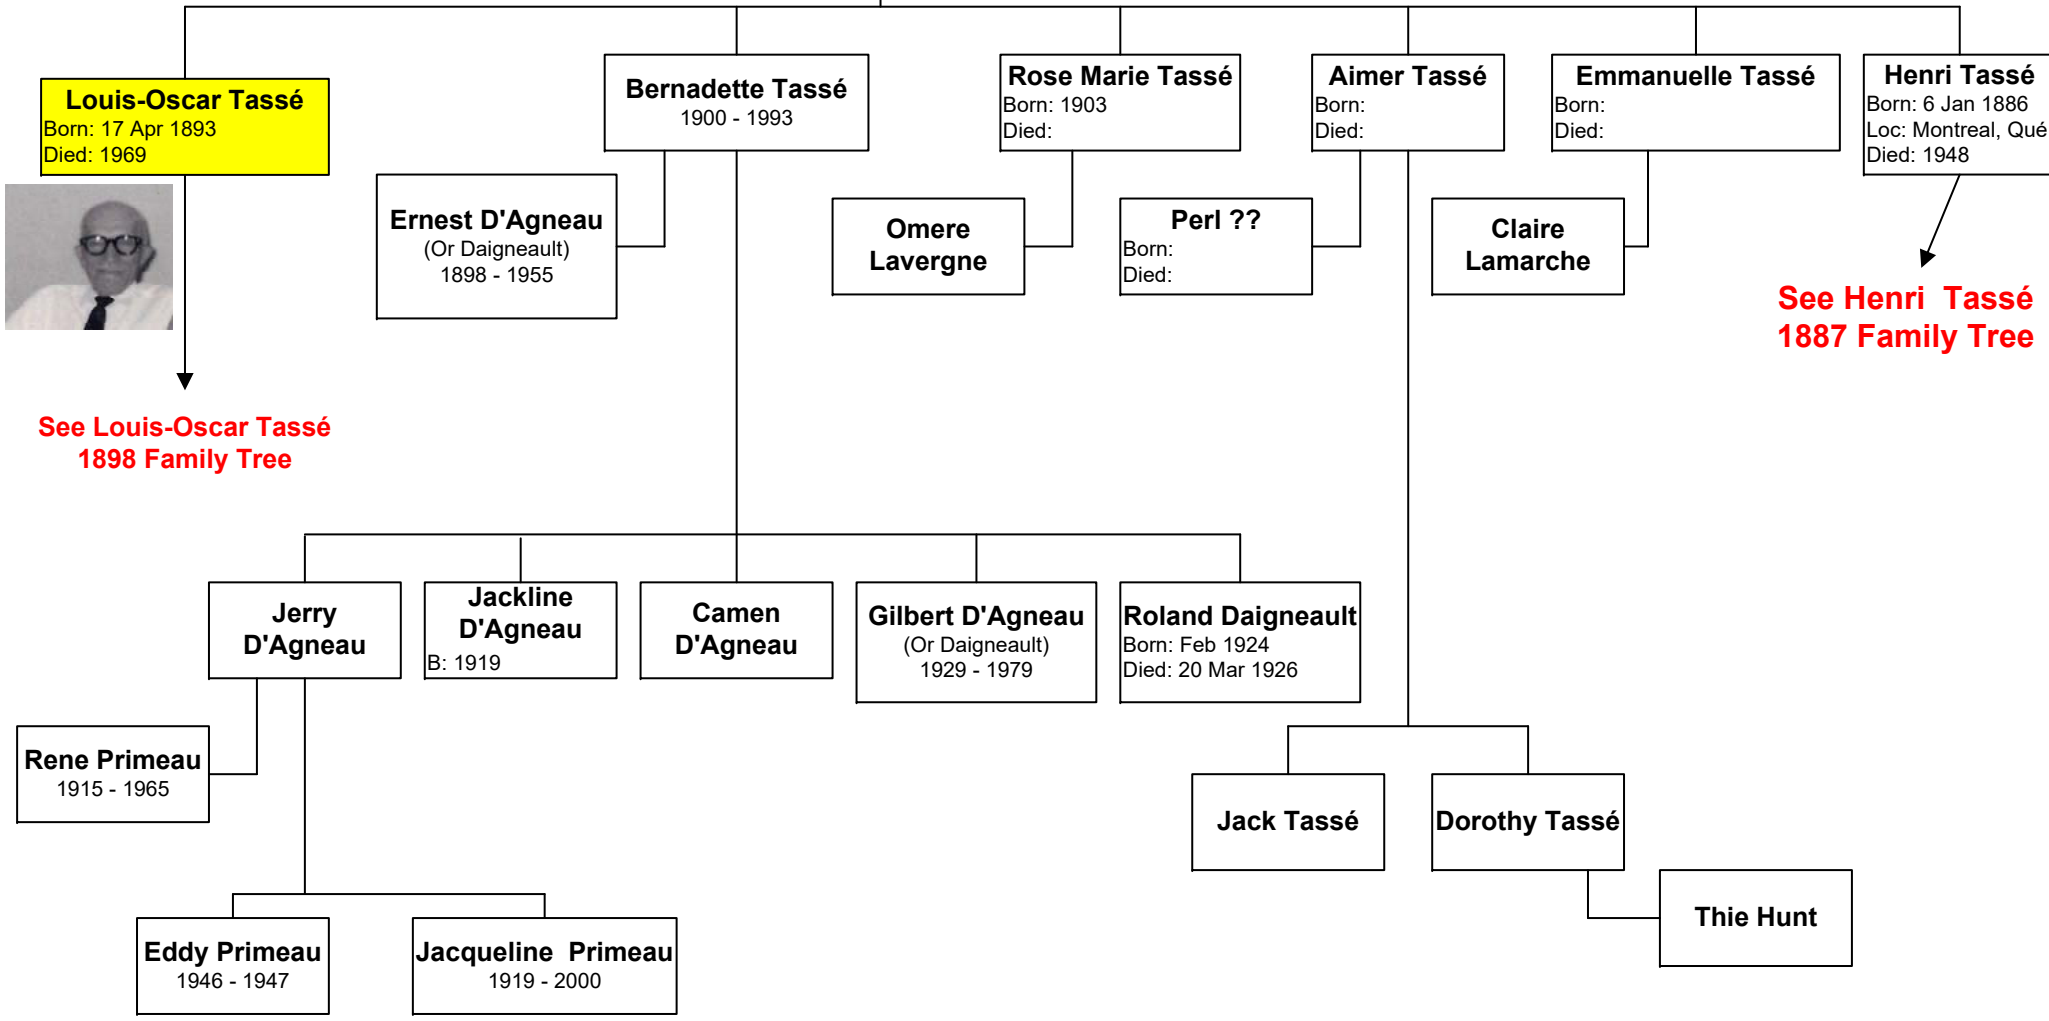 Louis-Oscar Tassé
Born: 17 Apr 1893
Died: 1969
Bernadette Tassé
1900 - 1993
Rose Marie Tassé
Born: 1903
Died:
Aimer Tassé
Born:
Died:
Emmanuelle Tassé
Born:
Died:
Henri Tassé
Born: 6 Jan 1886
Loc: Montreal, Qué
Died: 1948
Ernest D'Agneau
(Or Daigneault)
1898 - 1955
Omere
Lavergne
Perl ??
Born:
Died:
Claire
Lamarche
See Henri  Tassé
1887 Family Tree
See Louis-Oscar Tassé
1898 Family Tree
Jerry
D'Agneau
Jackline
D'Agneau
B: 1919
Camen
D'Agneau
Gilbert D'Agneau
(Or Daigneault)
1929 - 1979
Roland Daigneault
Born: Feb 1924
Died: 20 Mar 1926
Rene Primeau
1915 - 1965
Jack Tassé
Dorothy Tassé
Thie Hunt
Eddy Primeau
1946 - 1947
Jacqueline  Primeau
1919 - 2000